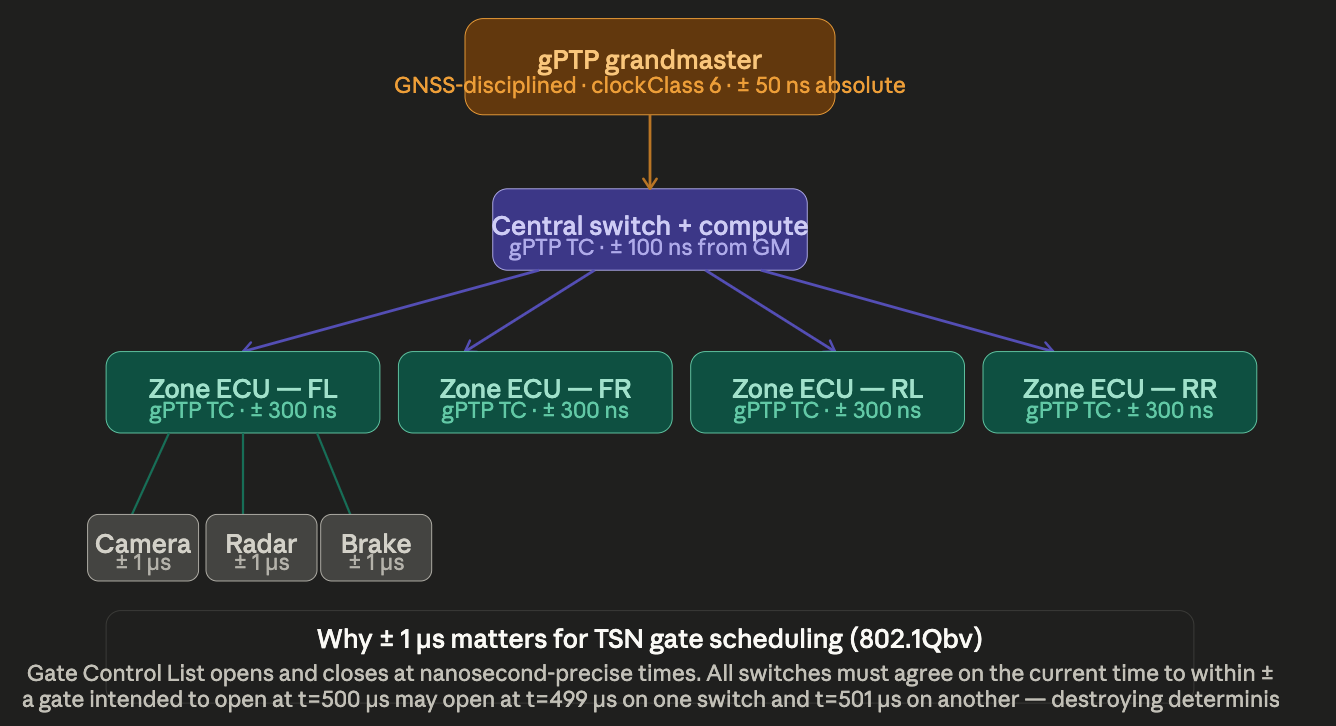 gPTP grandmaster
GNSS-disciplined · clockClass 6 · ± 50 ns absolute
Central switch + compute
gPTP TC · ± 100 ns from GM
Zone ECU — FL
gPTP TC · ± 300 ns
Zone ECU — FR
gPTP TC · ± 300 ns
Zone ECU — RL
gPTP TC · ± 300 ns
Zone ECU — RR
gPTP TC · ± 300 ns
Camera
± 1 µs
Radar
± 1 µs
Brake
± 1 µs
Why ± 1 µs matters for TSN gate scheduling (802.1Qbv)
Gate Control List opens and closes at nanosecond-precise times. All switches must agree on the current time to within ±
a gate intended to open at t=500 µs may open at t=499 µs on one switch and t=501 µs on another — destroying determinis